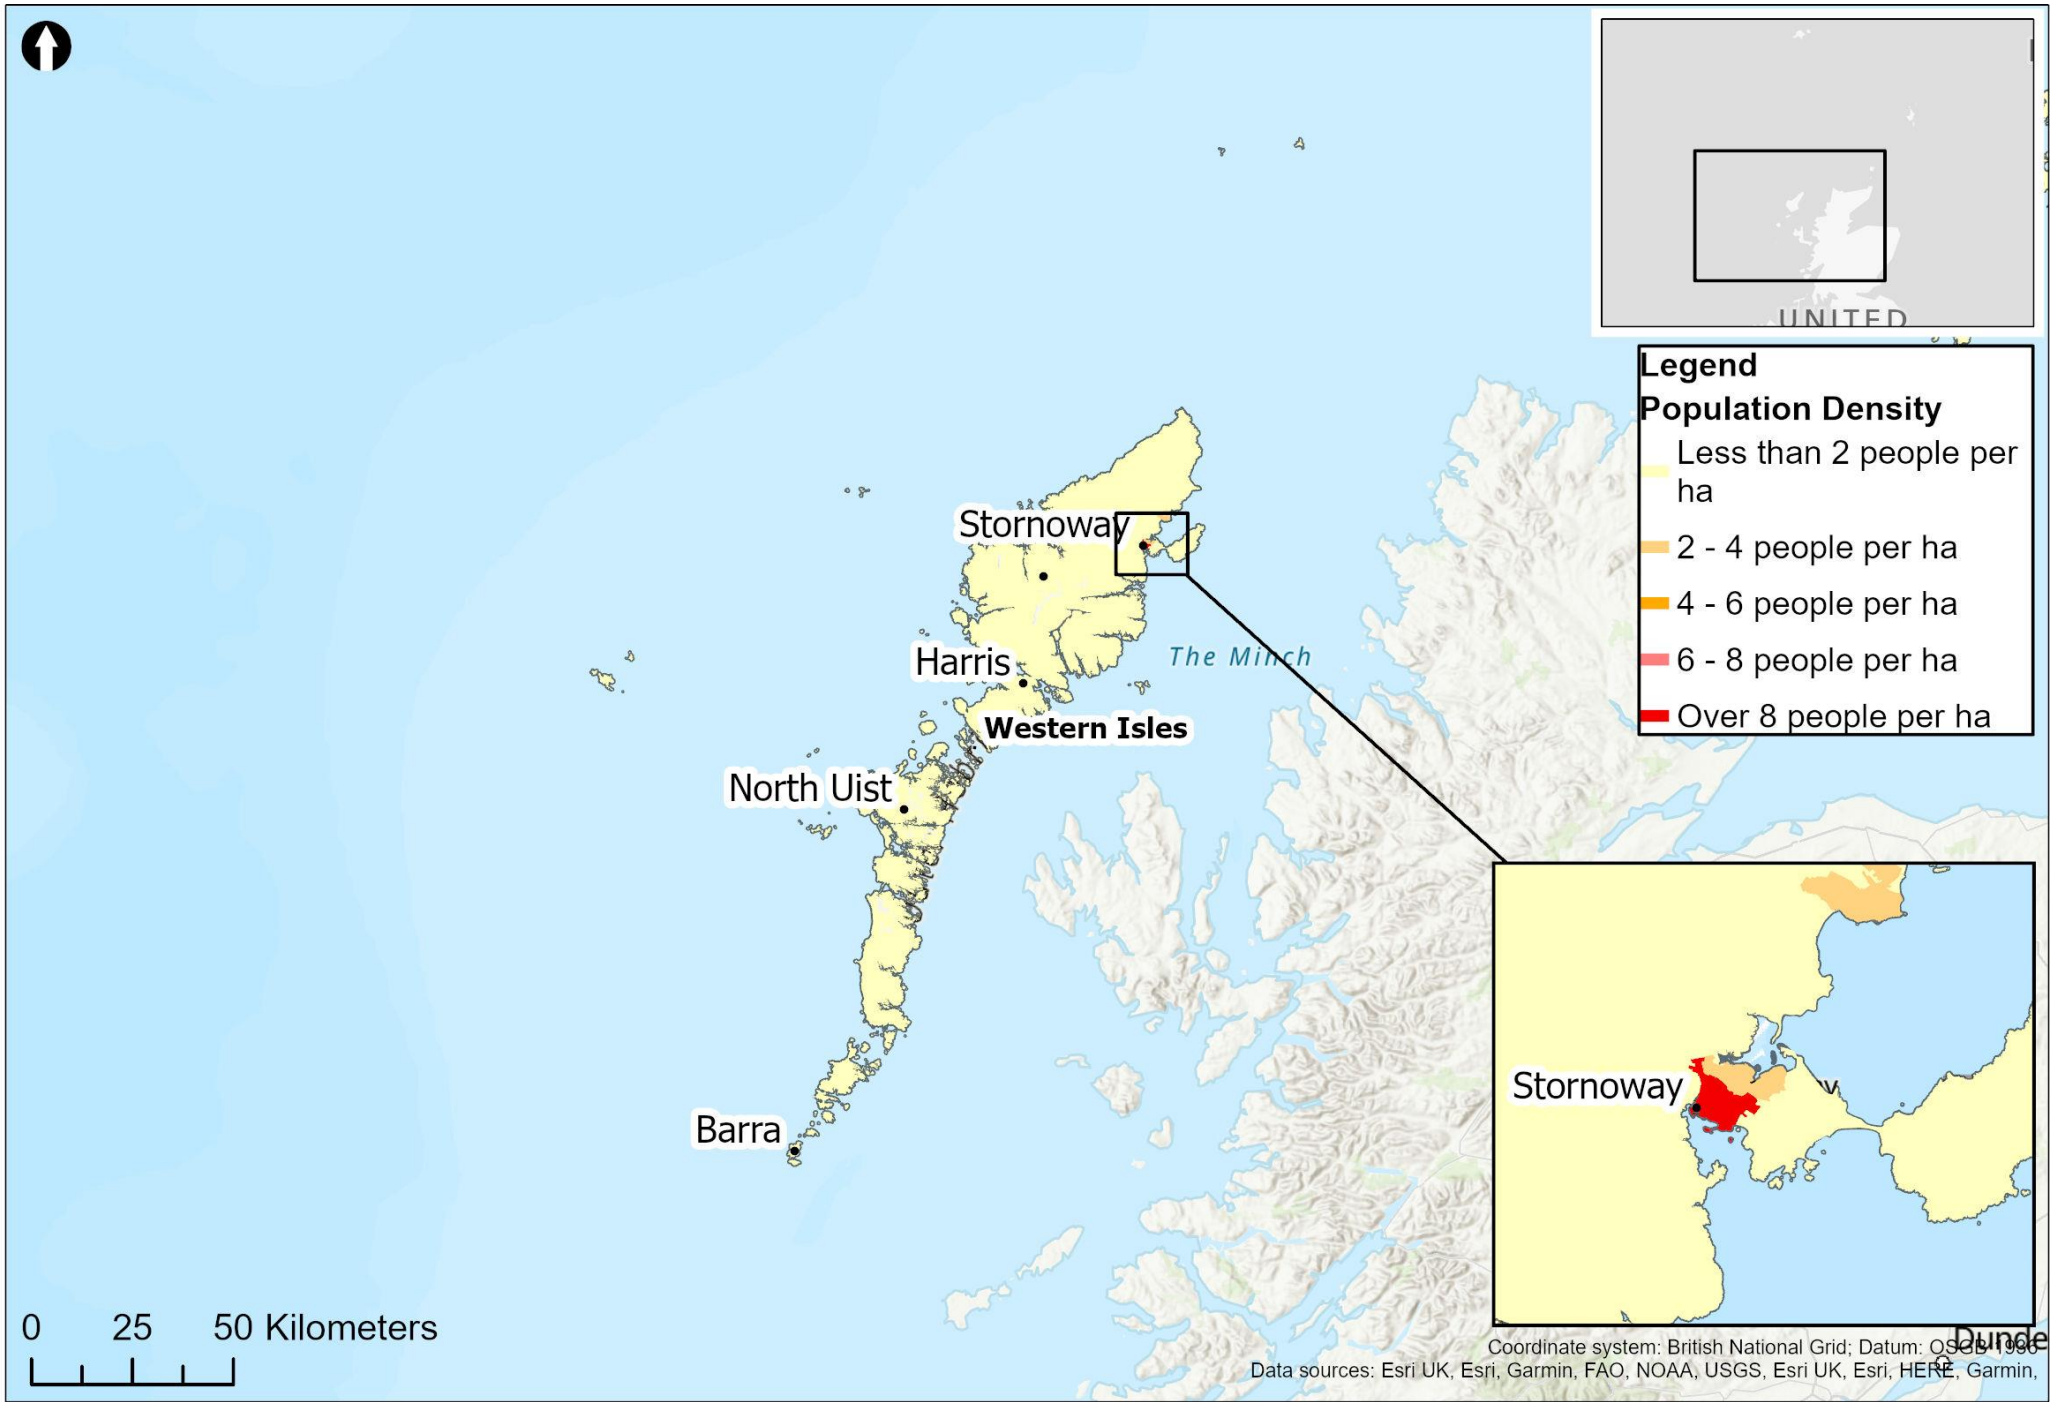 UNITED
Legend
Population Density
Less than 2 people per
ha
2 - 4 people per ha
4 - 6 people per ha
6 - 8 people per ha
Over 8 people per ha
Stornoway
Harris
The Minch
Western Isles
North Uist
Barra
Stornoway
0 25 50 Kilometers
Dunde
Coordinate system: British National Grid; Datum: OSGB 1936
Data sources: Esri UK, Esri, Garmin, FAO, NOAA, USGS, Esri UK, Esri, HERE, Garmin,